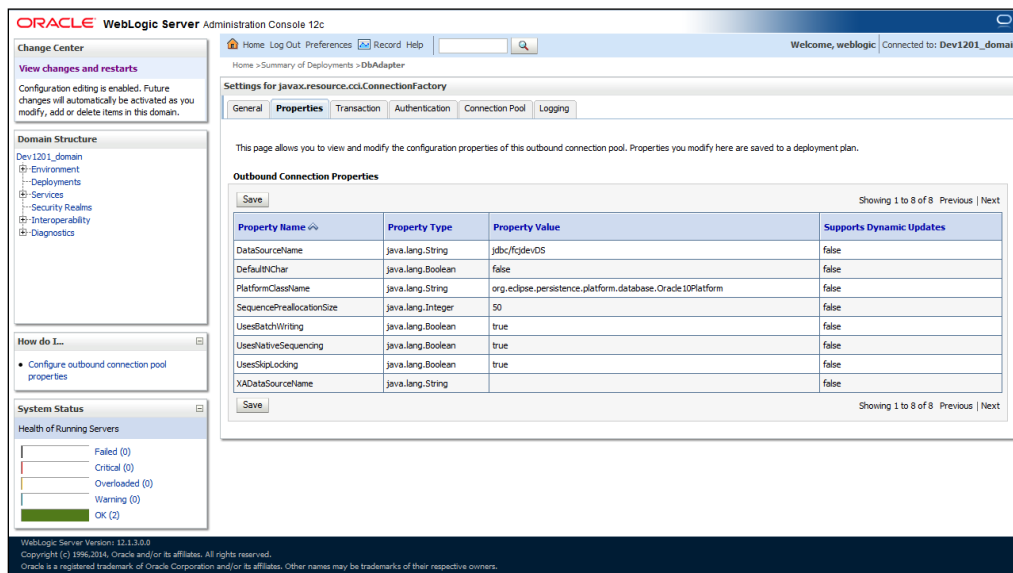 ORACLE WebLogic Server Administration Console 12c
Change Center
View changes and restarts
Configuration editing is enabled. Future
changes will automatically be activated as you
modify, add or delete items in this domain.
Domain Structure
Dev1201_domain
Environment
Deployments
Services
Security Realms
Interoperability
Diagnostics
How do I...
Configure outbound connection pool
properties
System Status
Health of Running Servers
Failed (0)
Critical (0)
Overloaded (0)
Warning (0)
OK (2)
Home Log Out Preferences Record Help
Welcome, weblogic Connected to: Dev1201_domai
Home >Summary of Deployments >DbAdapter
Settings for javax.resource.cci.ConnectionFactory
General Properties Transaction Authentication Connection Pool Logging
This page allows you to view and modify the configuration properties of this outbound connection pool. Properties you modify here are saved to a deployment plan.
Outbound Connection Properties
Save Showing 1 to 8 of 8 Previous | Next
Property Name Property Type Property Value Supports Dynamic Updates
DataSourceName java.lang.String jdbc/fcjdevDS false
DefaultNChar java.lang.Boolean false false
PlatformClassName java.lang.String org.eclipse.persistence.platform.database.Oracle10Platform false
SequencePreallocationSize java.lang.Integer 50 false
UsesBatchWriting java.lang.Boolean true false
UsesNativeSequencing java.lang.Boolean true false
UsesSkipLocking java.lang.Boolean true false
XADataSourceName java.lang.String false
Save Showing 1 to 8 of 8 Previous | Next
WebLogic Server Version: 12.1.3.0.0
Copyright (c) 1996,2014, Oracle and/or its affiliates. All rights reserved.
Oracle is a registered trademark of Oracle Corporation and/or its affiliates. Other names may be trademarks of their respective owners.